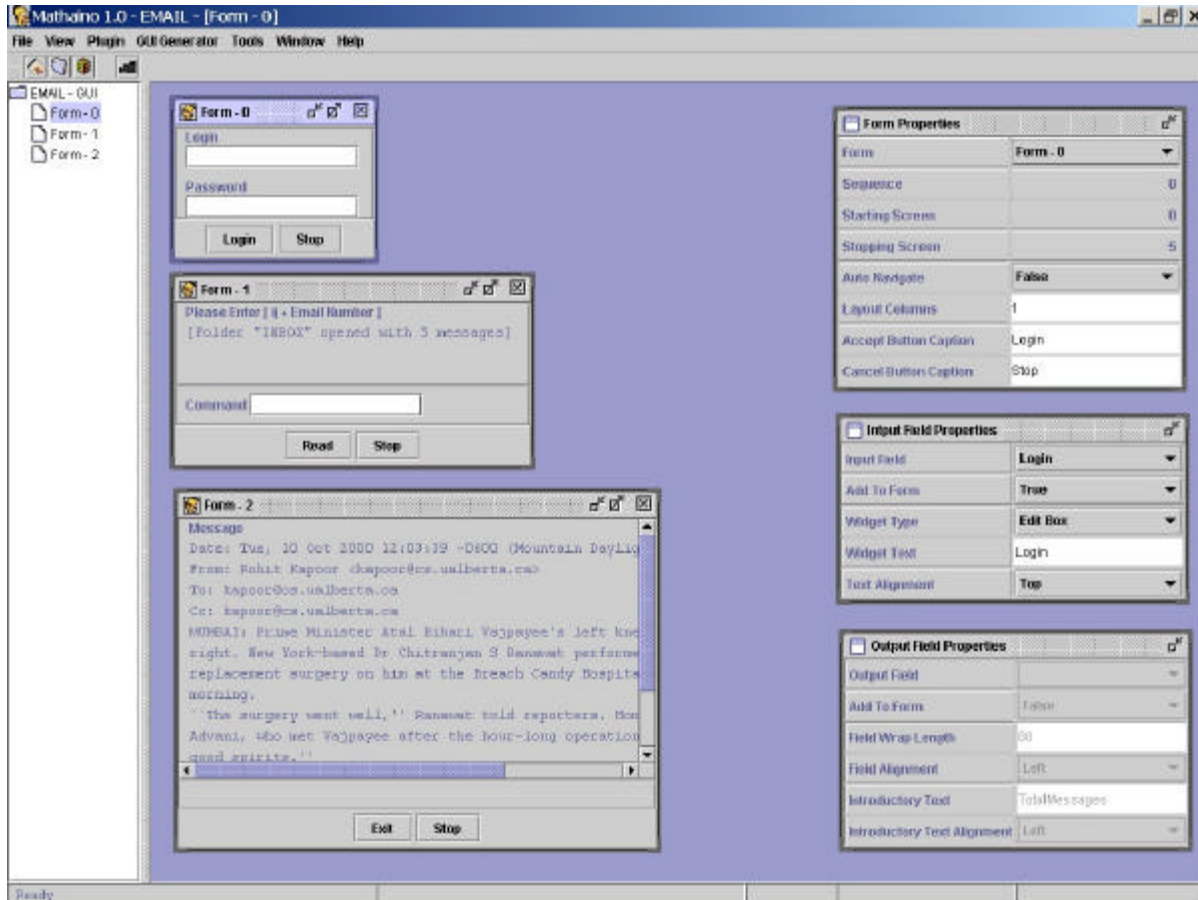 Mathaino 1.0 - EMAIL - [Form - 0]
File View Plugin GUI Generator Tools Window Help
EMAIL - GUI
Form - 0
Form - 1
Form - 2
Form - 0
Login
Password
Login Stop
Form - 1
Please Enter [ i( + Email Number ]
[Folder "INBOX" opened with 5 messages]
Command
Read Stop
Form - 2
Message
Date: Tue, 10 Oct 2000 12:03:39 -0600 (Mountain Daylig
From: Rohit Kapoor <kapoor@cs.ualberta.ca>
To: kapoor@cs.ualberta.ca
Cc: kapoor@cs.ualberta.ca
MUMBAI: Prime Minister Atal Bihari Vajpayee's left kne
right. New York-based Dr Chitranjan S Ranawat performe
replacement surgery on him at the Breach Candy Hospita
morning.
``The surgery went well,'' Ranawat told reporters. Hom
Advani, who met Vajpayee after the hour-long operation
good spirits.''
Exit Stop
Form Properties
Form Form - 0
Sequence 0
Starting Screen 0
Stopping Screen 5
Auto Navigate False
Layout Columns 1
Accept Button Caption Login
Cancel Button Caption Stop
Intput Field Properties
Input Field Login
Add To Form True
Widget Type Edit Box
Widget Text Login
Text Alignment Top
Output Field Properties
Output Field
Add To Form False
Field Wrap Length 80
Field Alignment Left
Introductory Text TotalMessages
Introductory Text Alignment Left
Ready